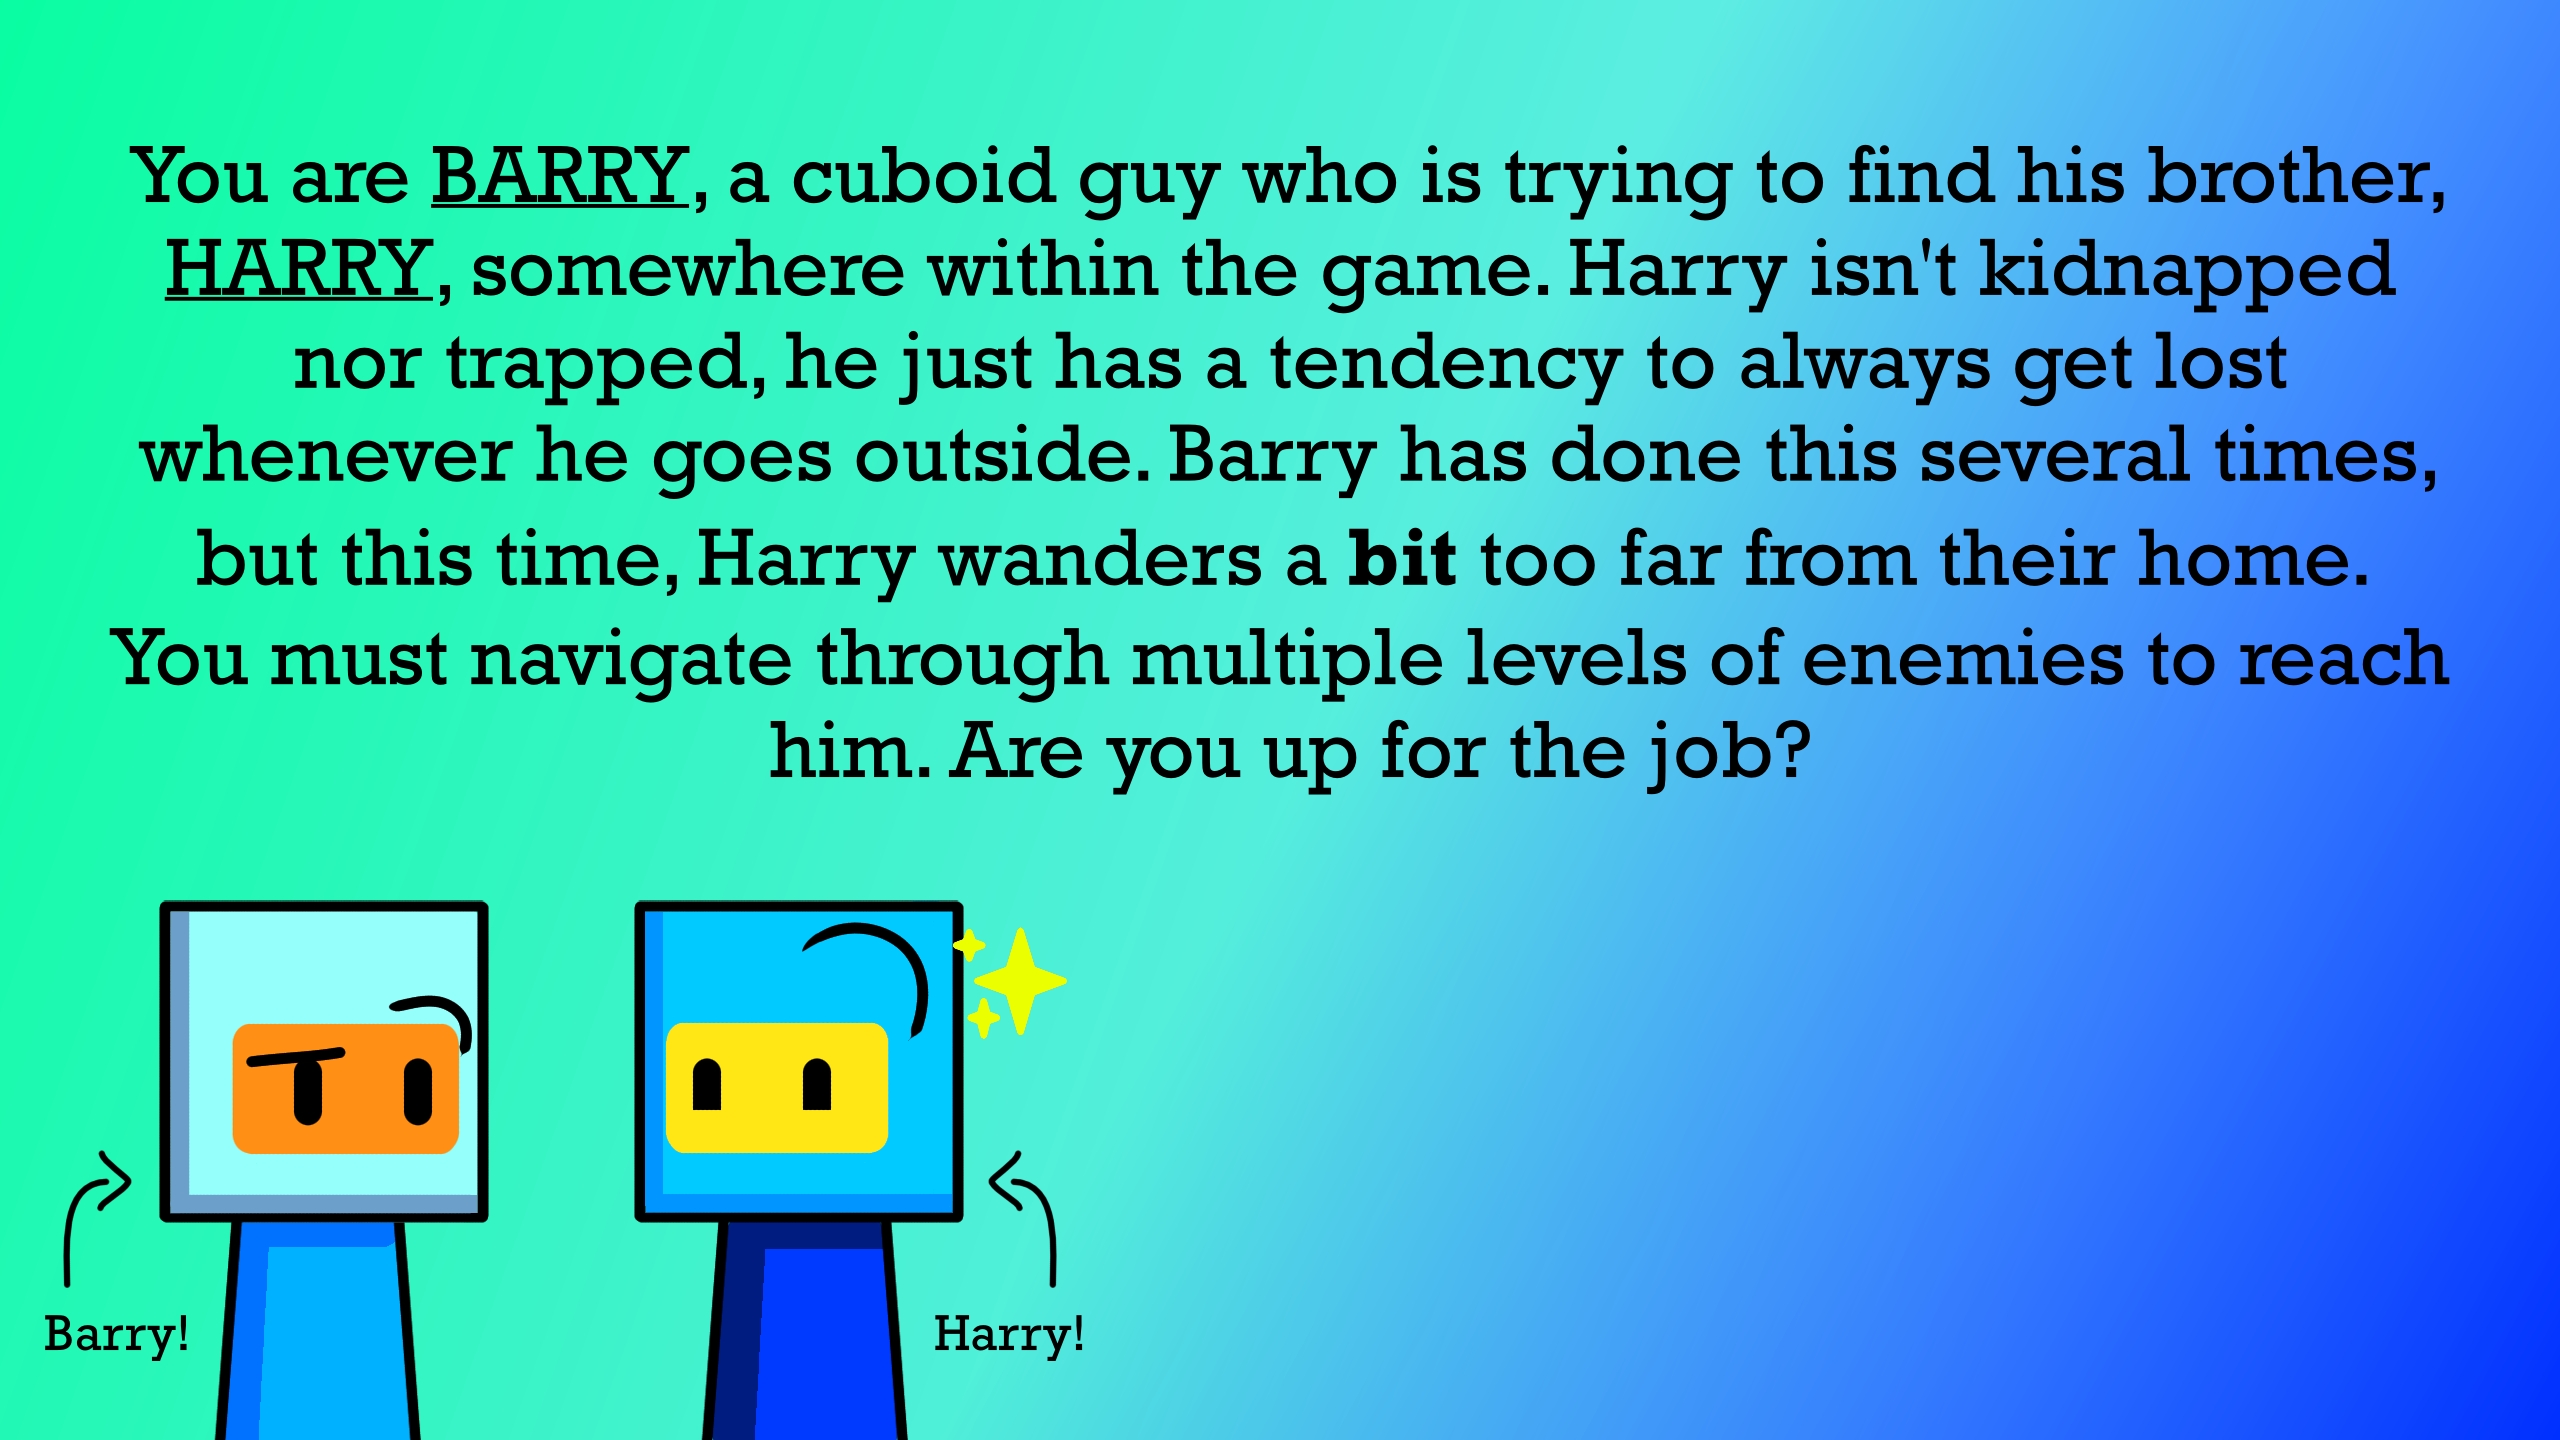 You are BARRY, a cuboid guy who is trying to find his brother,
HARRY, somewhere within the game. Harry isn't kidnapped
nor trapped, he just has a tendency to always get lost
whenever he goes outside. Barry has done this several times,
but this time, Harry wanders a bit too far from their home.
You must navigate through multiple levels of enemies to reach
him. Are you up for the job?
Barry!
Harry!